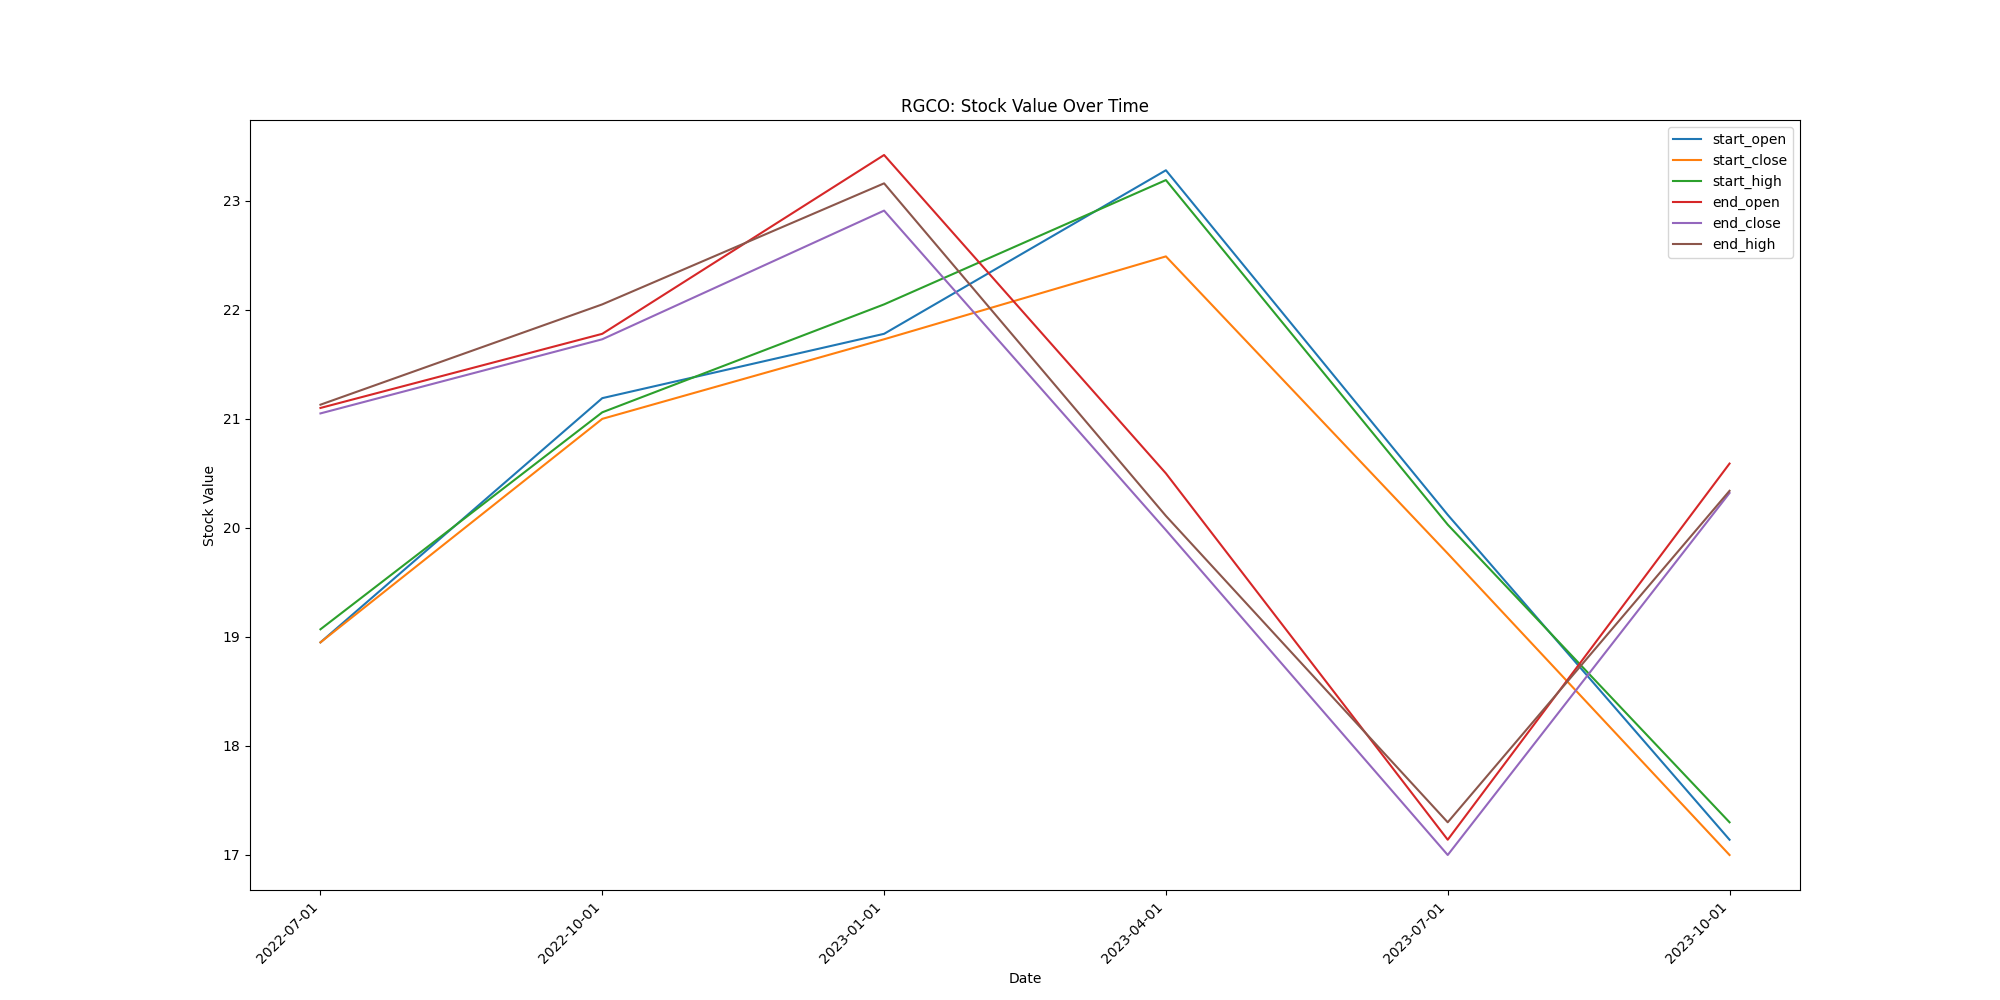 RGCO: Stock Value Over Time
start_open
start_close
start_high
end_open
end_close
end_high
Stock Value
23
22
21
20
19
18
17
2022-07-01
2022-10-01
2023-01-01
2023-04-01
2023-07-01
2023-10-01
Date